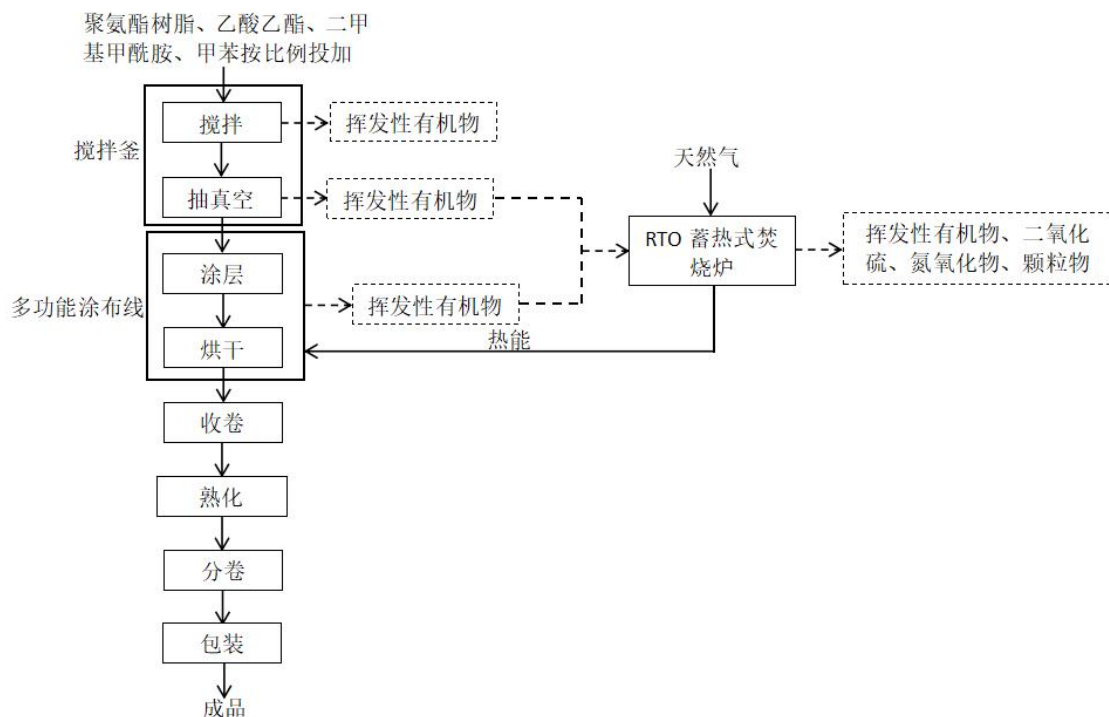 聚氨酯树脂、乙酸乙酯、二甲
基甲酰胺、甲苯按比例投加
搅拌釜
搅拌
挥发性有机物
抽真空
挥发性有机物
天然气
RTO 蓄热式焚
烧炉
挥发性有机物、二氧化
硫、氮氧化物、颗粒物
多功能涂布线
涂层
挥发性有机物
烘干
热能
收卷
熟化
分卷
包装
成品